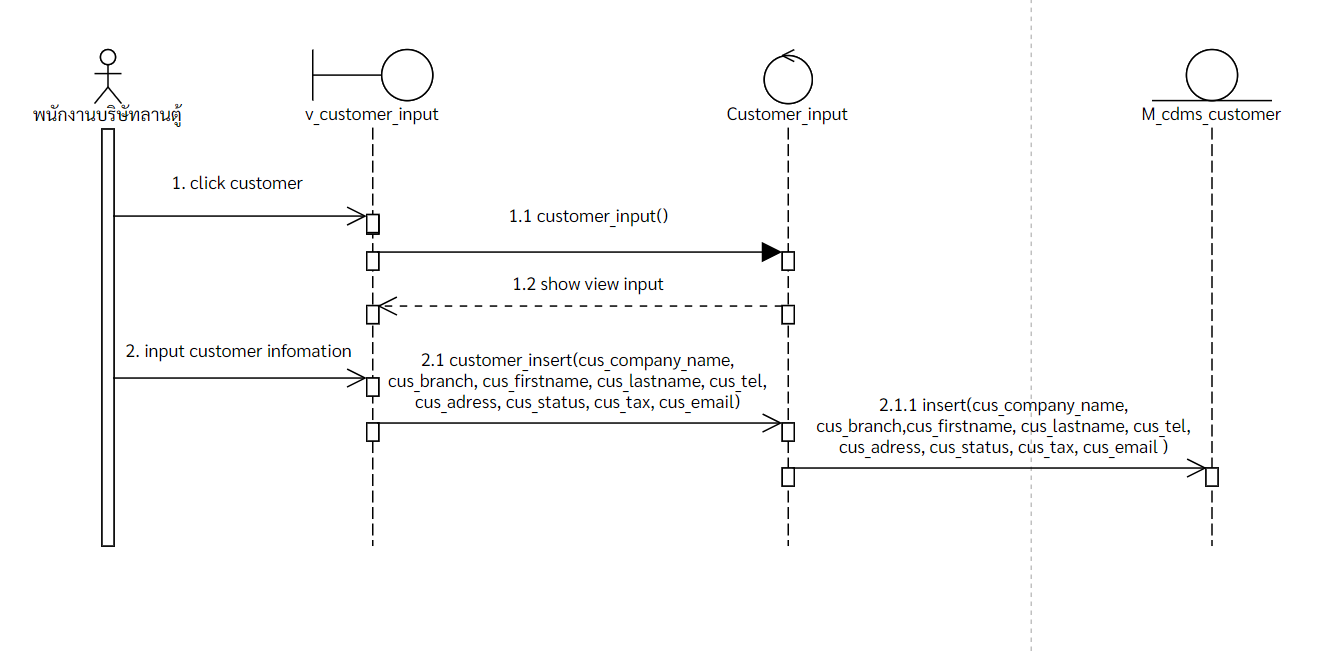 พนักงานบริษัทลานตู้
v_customer_input
Customer_input
M_cdms_customer
1. click customer
1.1 customer_input()
1.2 show view input
2. input customer infomation
2.1 customer_insert(cus_company_name,
cus_branch, cus_firstname, cus_lastname, cus_tel,
cus_adress, cus_status, cus_tax, cus_email)
2.1.1 insert(cus_company_name,
cus_branch,cus_firstname, cus_lastname, cus_tel,
cus_adress, cus_status, cus_tax, cus_email )